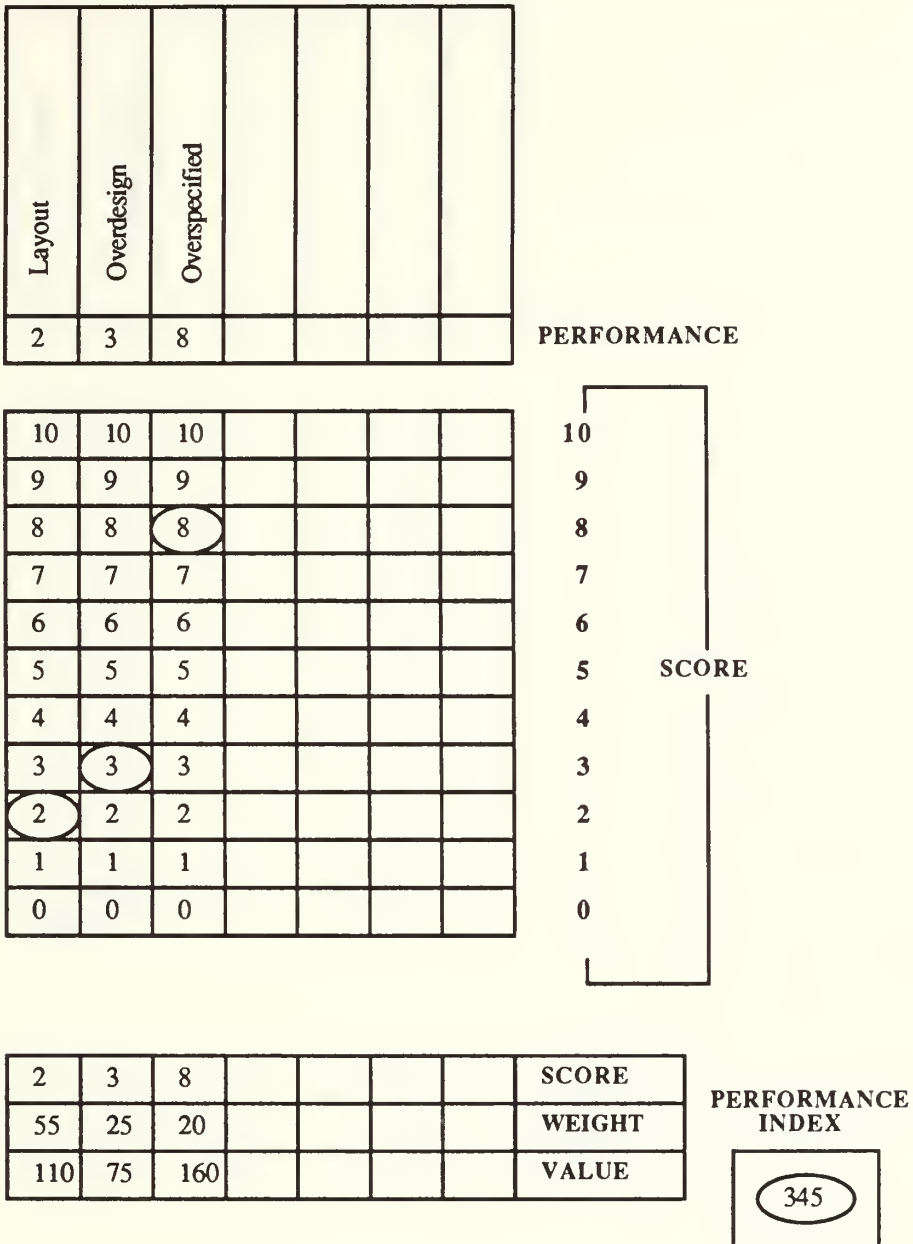 Layout Overdesign Overspecified
2 3 8 PERFORMANCE
10 10 10 10
9 9 9 9
8 8 8 8
7 7 7 7
6 6 6 6
5 5 5 5 SCORE
4 4 4 4
3 3 3 3
2 2 2 2
1 1 1 1
0 0 0 0
2 3 8 SCORE
55 25 20 WEIGHT
110 75 160 VALUE
PERFORMANCE
INDEX
345